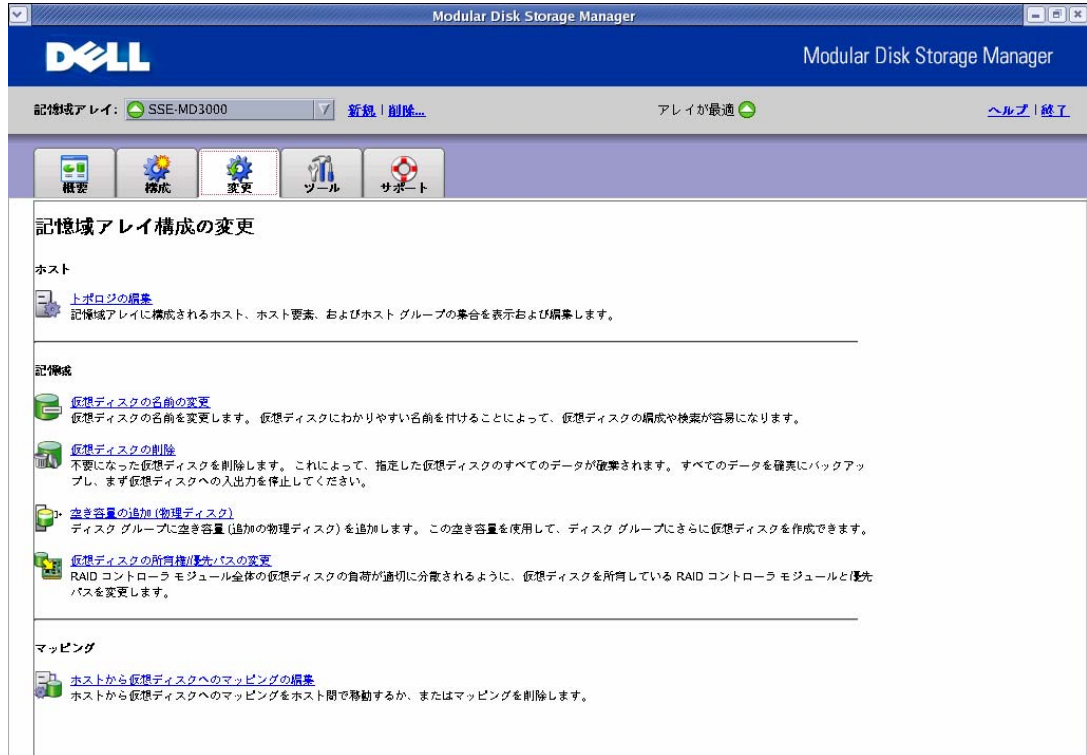 Modular Disk Storage Manager
DELL
Modular Disk Storage Manager
記憶域アレイ: SSE-MD3000 新規 | 削除... アレイが最適 ヘルプ | 終了
概要 構成 変更 ツール サポート
記憶域アレイ構成の変更
ホスト
トポロジの編集
記憶域アレイに構成されるホスト、ホスト要素、およびホスト グループの集合を表示および編集します。
記憶域
仮想ディスクの名前の変更
仮想ディスクの名前を変更します。 仮想ディスクにわかりやすい名前を付けることによって、仮想ディスクの編成や検索が容易になります。
仮想ディスクの削除
不要になった仮想ディスクを削除します。 これによって、指定した仮想ディスクのすべてのデータが破棄されます。 すべてのデータを確実にバックアッ
プし、まず仮想ディスクへの入出力を停止してください。
空き容量の追加 (物理ディスク)
ディスク グループに空き容量 (追加の物理ディスク) を追加します。 この空き容量を使用して、ディスク グループにさらに仮想ディスクを作成できます。
仮想ディスクの所有権/優先パスの変更
RAID コントローラ モジュール全体の仮想ディスクの負荷が適切に分散されるように、仮想ディスクを所有している RAID コントローラ モジュールと優先
パスを変更します。
マッピング
ホストから仮想ディスクへのマッピングの編集
ホストから仮想ディスクへのマッピングをホスト間で移動するか、またはマッピングを削除します。